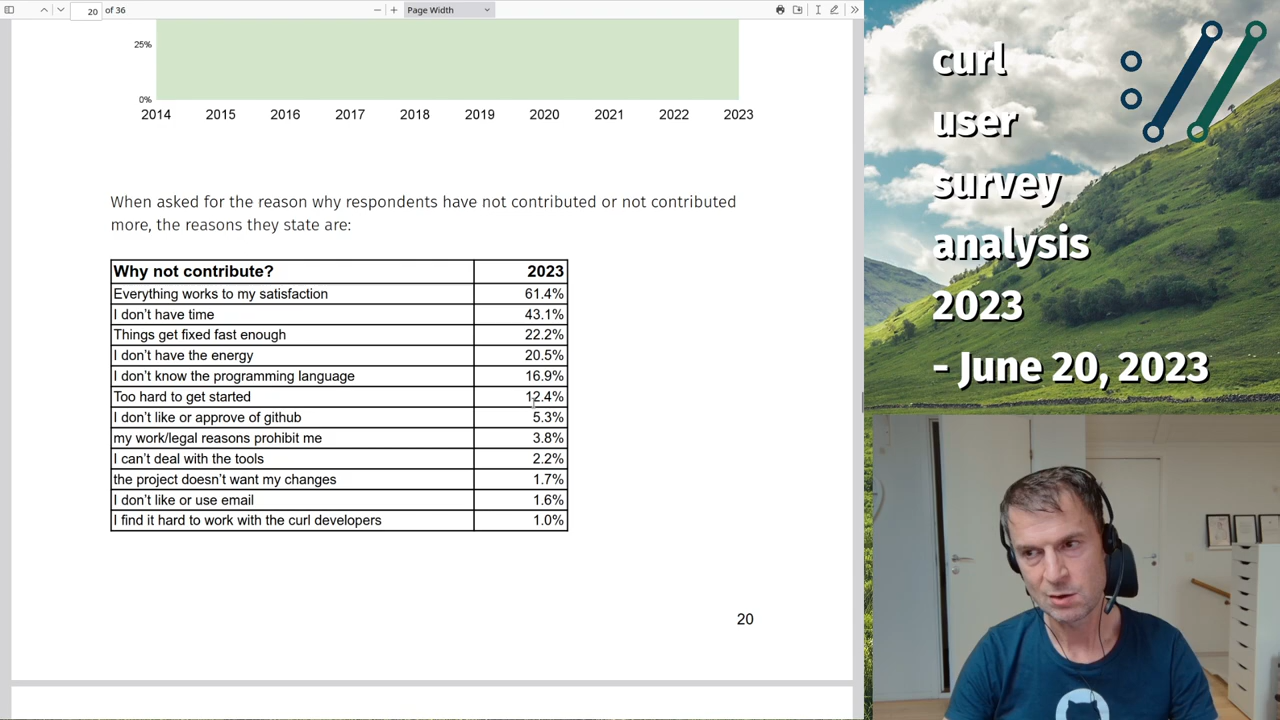 20 of 36
Page Width
25%
0%
2014 2015 2016 2017 2018 2019 2020 2021 2022 2023
When asked for the reason why respondents have not contributed or not contributed
more, the reasons they state are:
Why not contribute? 2023
Everything works to my satisfaction 61.4%
I don't have time 43.1%
Things get fixed fast enough 22.2%
I don't have the energy 20.5%
I don't know the programming language 16.9%
Too hard to get started 12.4%
I don't like or approve of github 5.3%
my work/legal reasons prohibit me 3.8%
I can't deal with the tools 2.2%
the project doesn't want my changes 1.7%
I don't like or use email 1.6%
I find it hard to work with the curl developers 1.0%
20
curl
user
survey
analysis
2023
- June 20, 2023